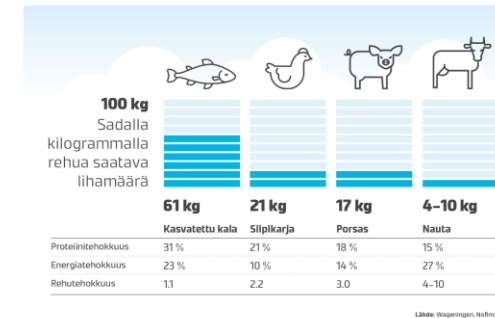 100 kg
Sadalla
kilogrammalla
rehua saatava
lihamäärä
61 kg 21 kg 17 kg 4–10 kg
Kasvatettu kala Siipikarja Porsas Nauta
Proteiinitehokkuus 31 % 21 % 18 % 15 %
Energiatehokkuus 23 % 10 % 14 % 27 %
Rehutehokkuus 1.1 2.2 3.0 4–10
Lähde: Wageningen,